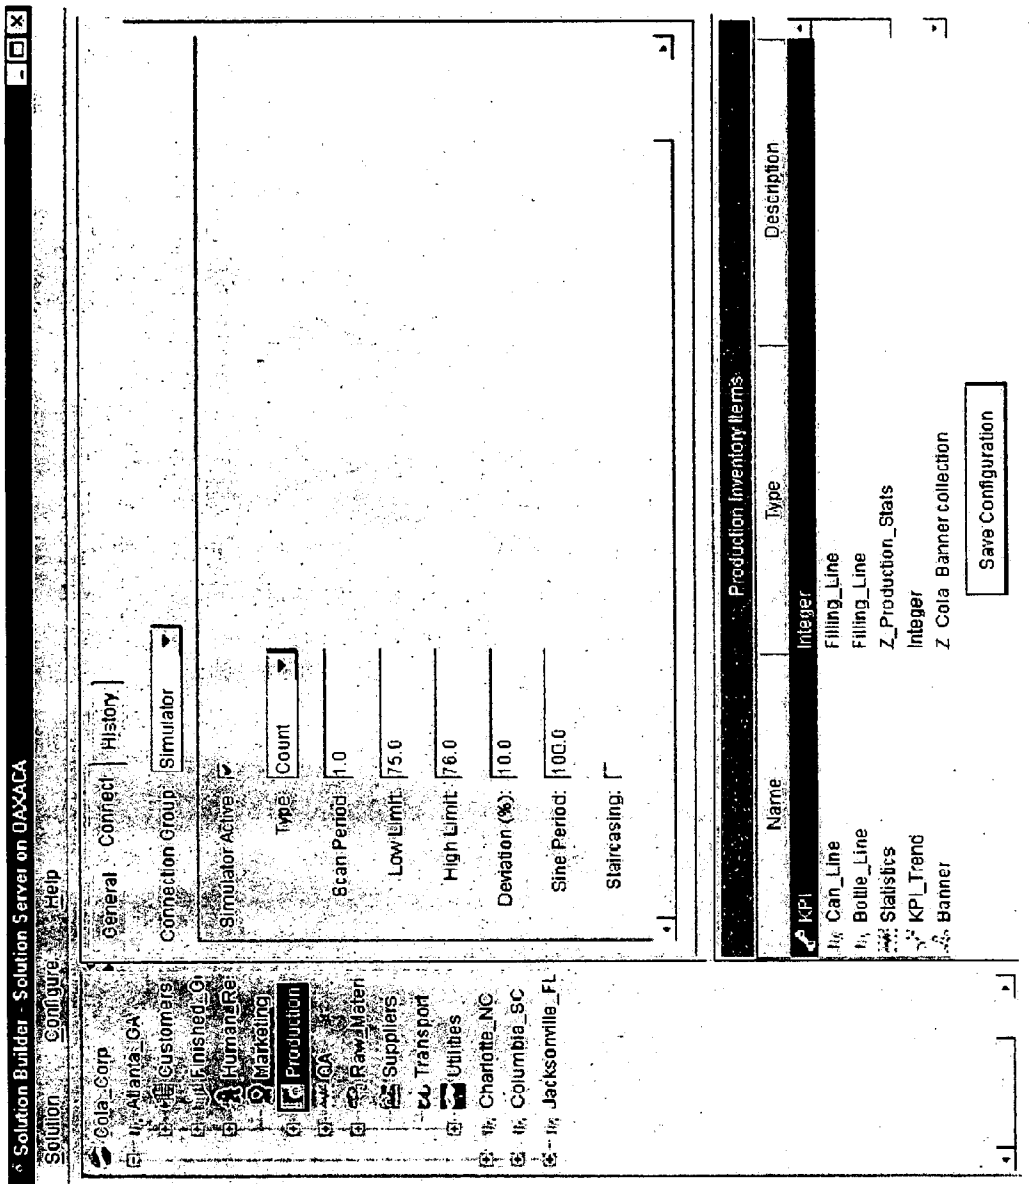 Solution Builder - Solution Server on OAXACA
Solution Configure Help
Cola_Corp
Atlanta_GA
Customers
Finished_G
Human_Re
Marketing
Production
QA
Raw_Materi
Suppliers
Transport
Utilities
Charlotte_NC
Columbia_SC
Jacksonville_FL
General Connect History
Connection Group: Simulator
Simulator Active
Type: Count
Scan Period: 1.0
Low Limit: 75.0
High Limit: 76.0
Deviation (%): 10.0
Sine Period: 100.0
Staircasing:
Production Inventory Items
Name Type Description
KPI Integer
Can_Line Filling_Line
Bottle_Line Filling_Line
Statistics Z_Production_Stats
KPI_Trend Integer
Banner Z_Cola_Banner collection
Save Configuration